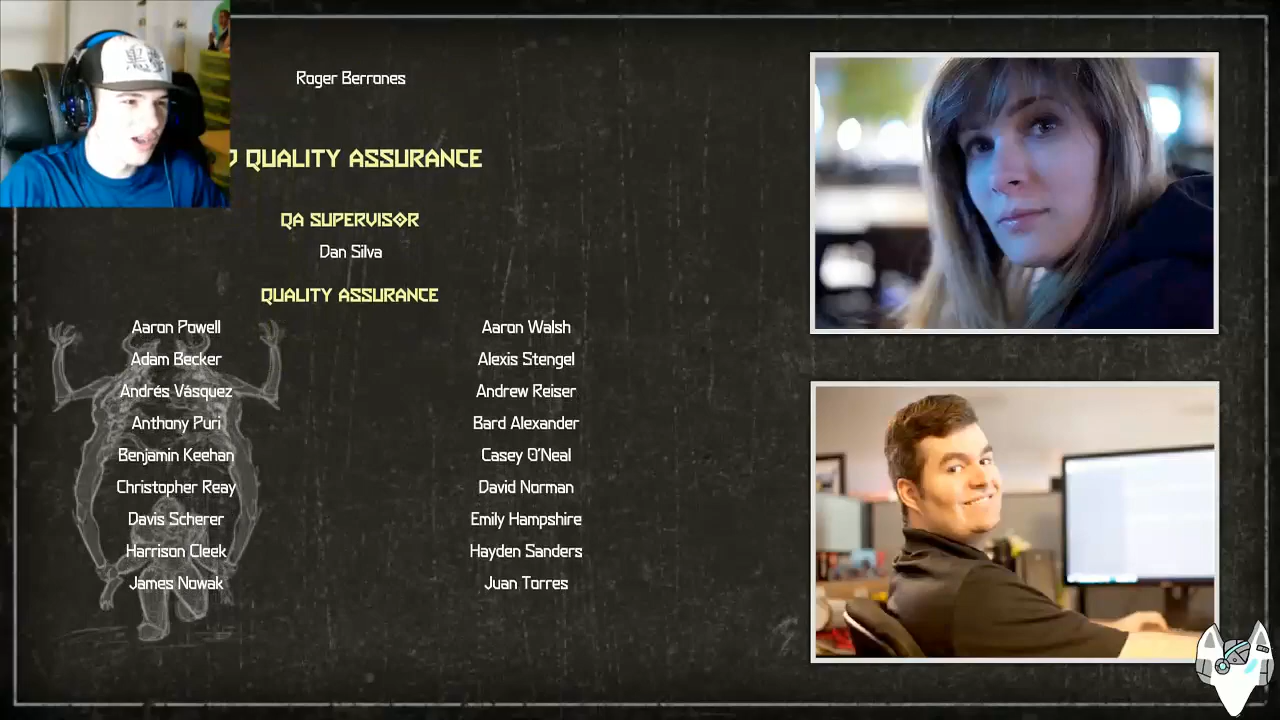 Roger Berrones
QUALITY ASSURANCE
QA SUPERVISOR
Dan Silva
QUALITY ASSURANCE
Aaron Powell
Aaron Walsh
Adam Becker
Alexis Stengel
Andrés Vásquez
Andrew Reiser
Anthony Puri
Bard Alexander
Benjamin Keehan
Casey O'Neal
Christopher Reay
David Norman
Davis Scherer
Emily Hampshire
Harrison Cleek
Hayden Sanders
James Nowak
Juan Torres